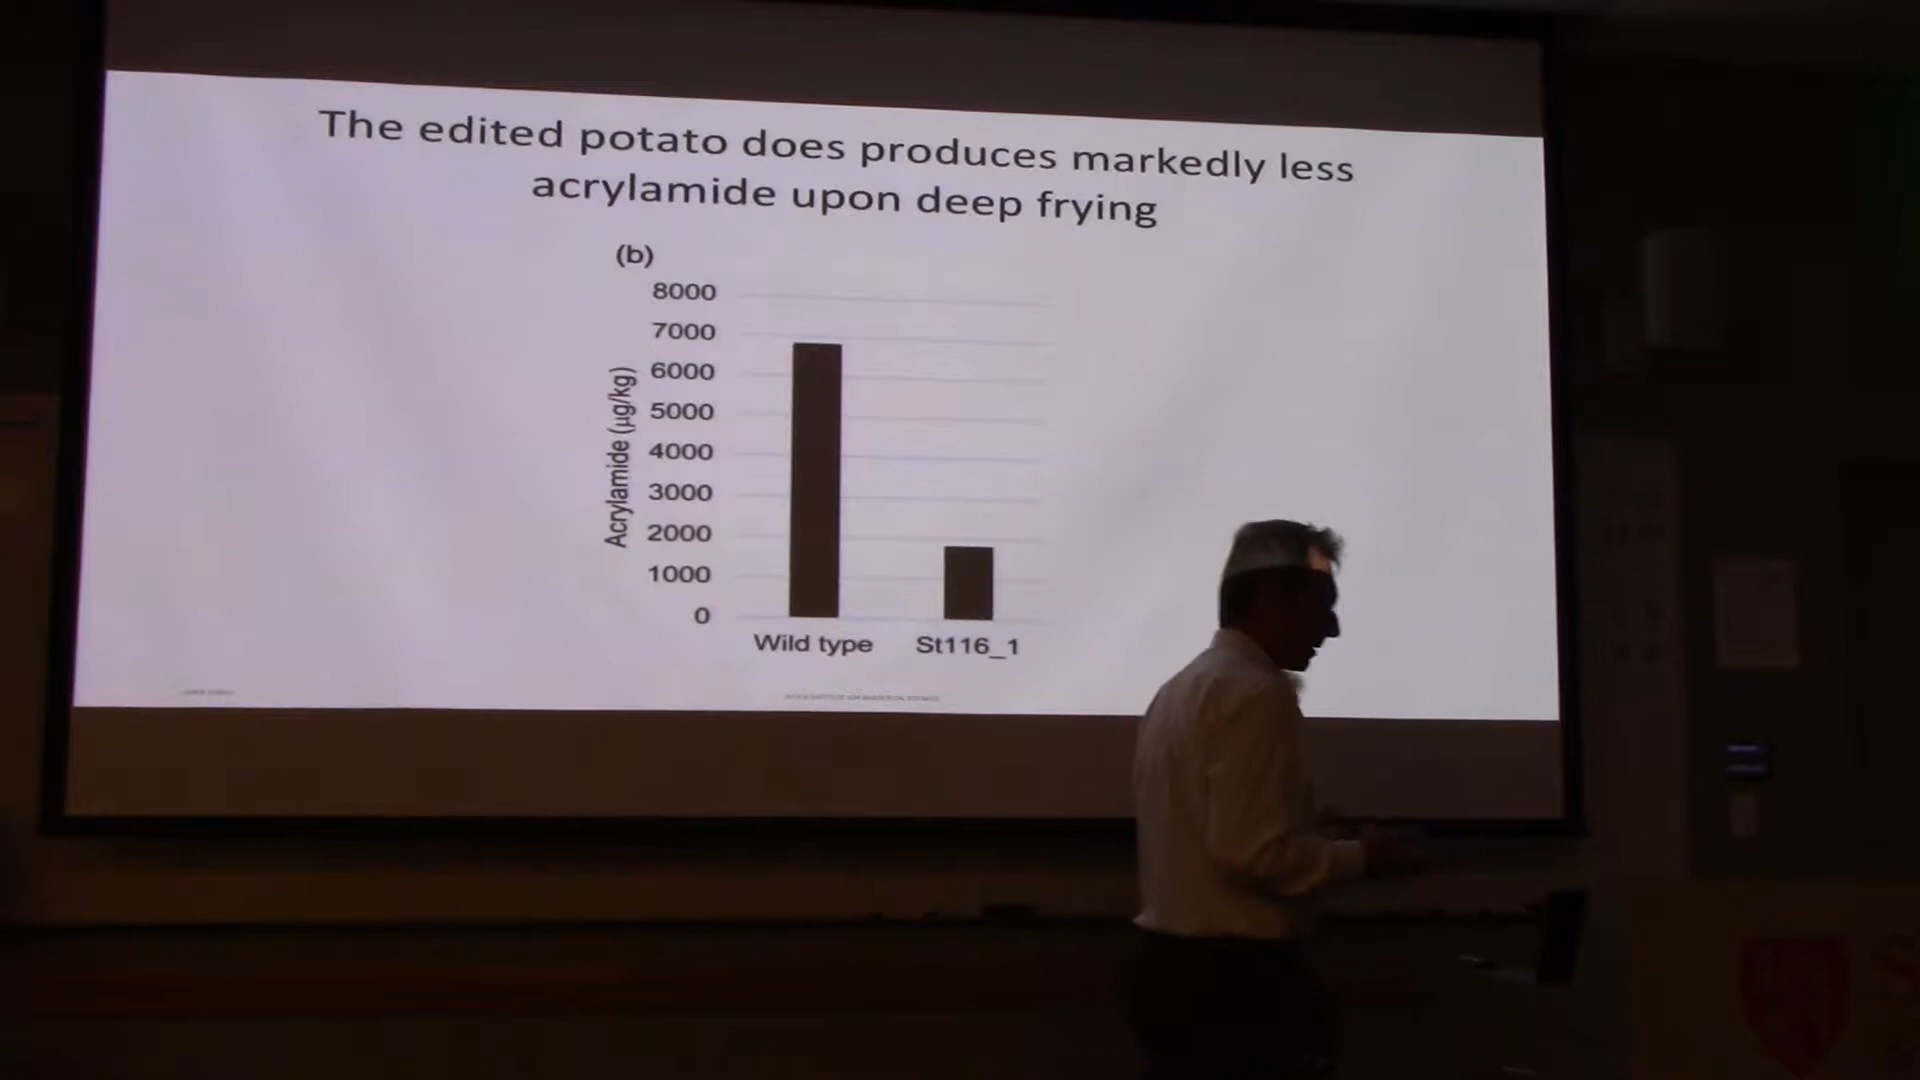 The edited potato does produces markedly less
acrylamide upon deep frying
(b)
8000
7000
6000
5000
4000
3000
2000
1000
0
Acrylamide (µg/kg)
Wild type
St116_1